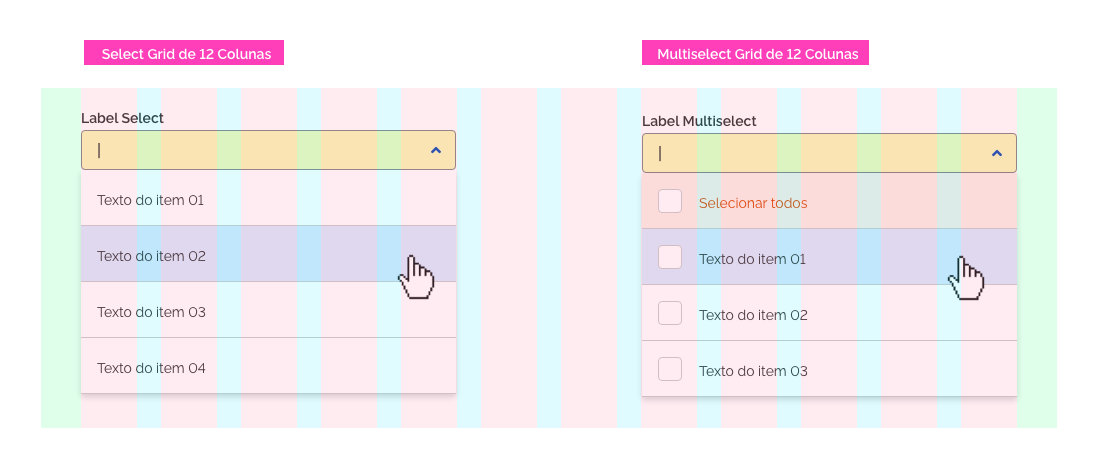 Select Grid de 12 Colunas
Label Select
Texto do item 01
Texto do item 02
Texto do item 03
Texto do item 04
Multiselect Grid de 12 Colunas
Label Multiselect
Selecionar todos
Texto do item 01
Texto do item 02
Texto do item 03